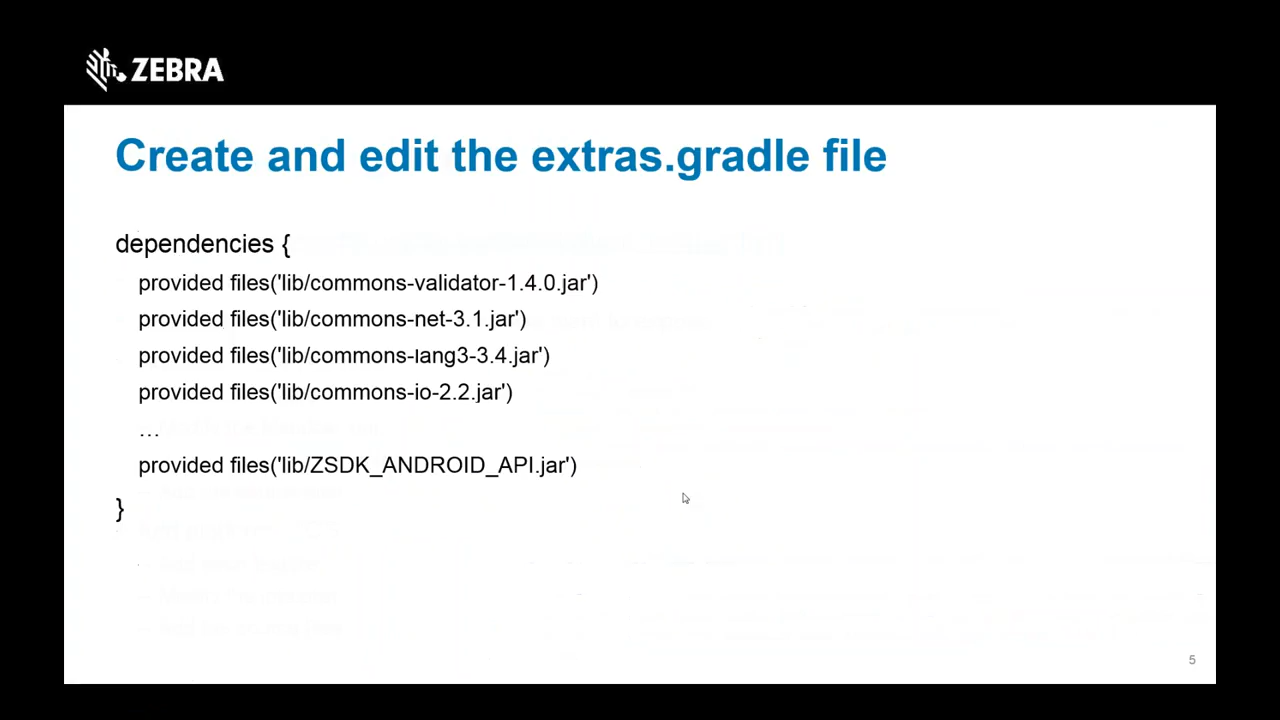 ZEBRA
Create and edit the extras.gradle file
dependencies {
provided files('lib/commons-validator-1.4.0.jar')
provided files('lib/commons-net-3.1.jar')
provided files('lib/commons-lang3-3.4.jar')
provided files('lib/commons-io-2.2.jar')
…
provided files('lib/ZSDK_ANDROID_API.jar')
}
5